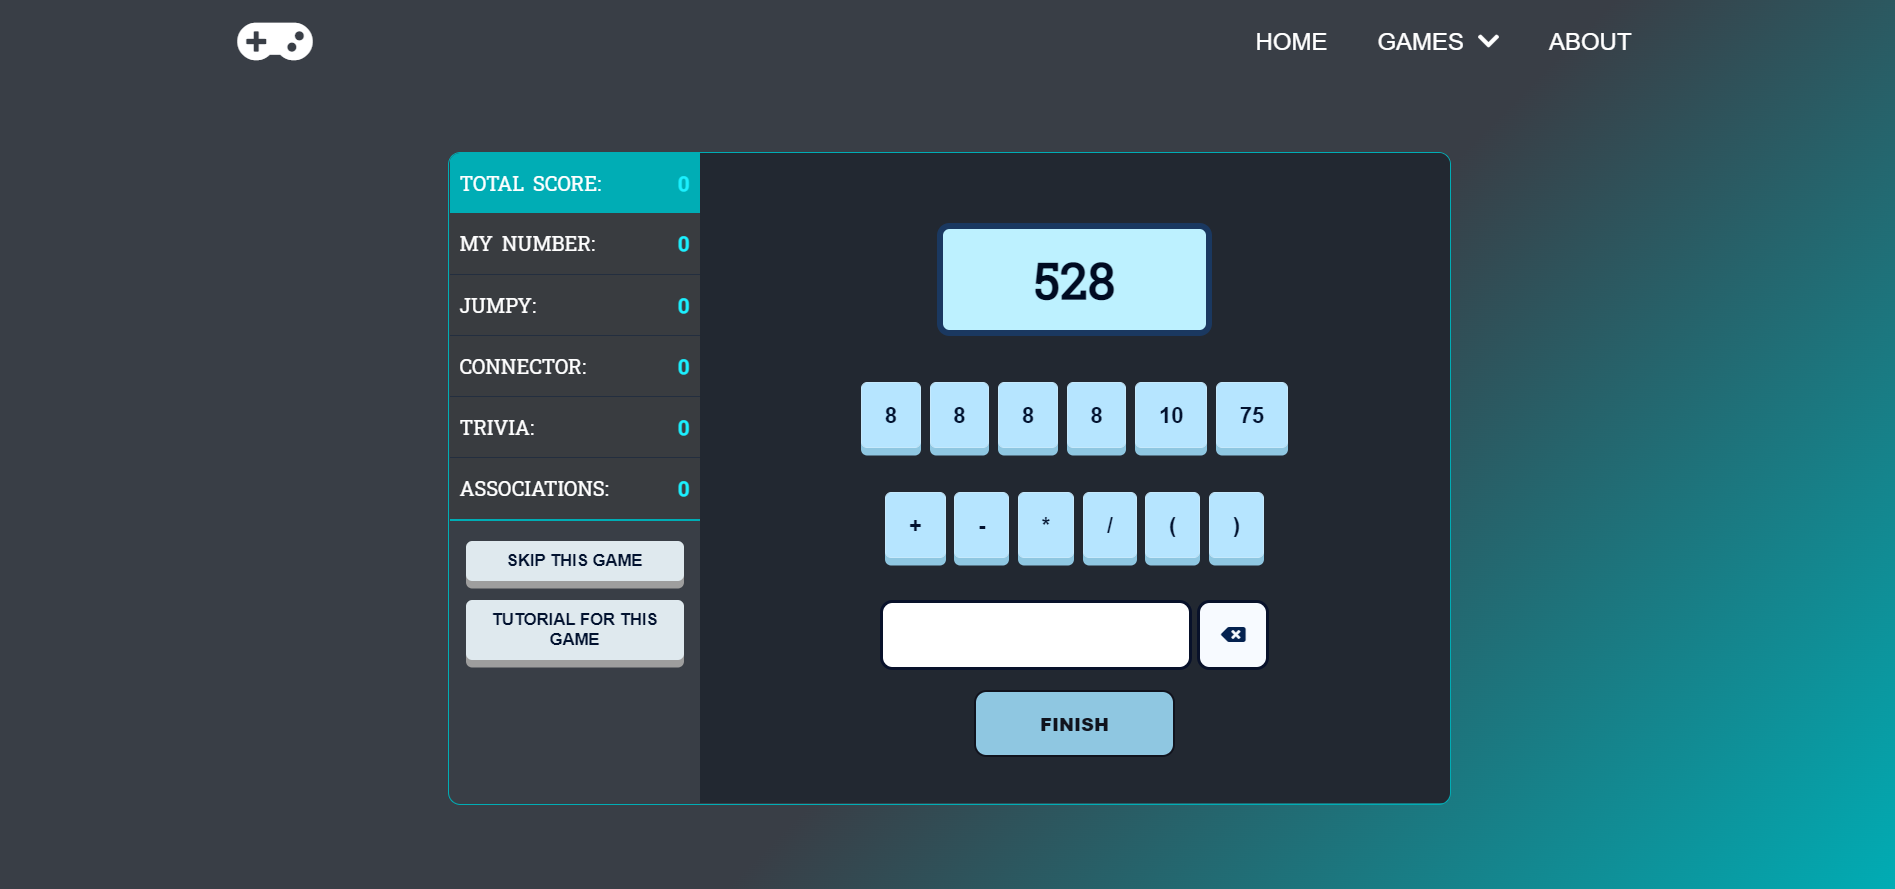 HOME GAMES ABOUT
TOTAL SCORE: 0
MY NUMBER: 0
JUMPY: 0
CONNECTOR: 0
TRIVIA: 0
ASSOCIATIONS: 0
SKIP THIS GAME
TUTORIAL FOR THIS
GAME
528
8 8 8 8 10 75
+ - * / ( )
FINISH